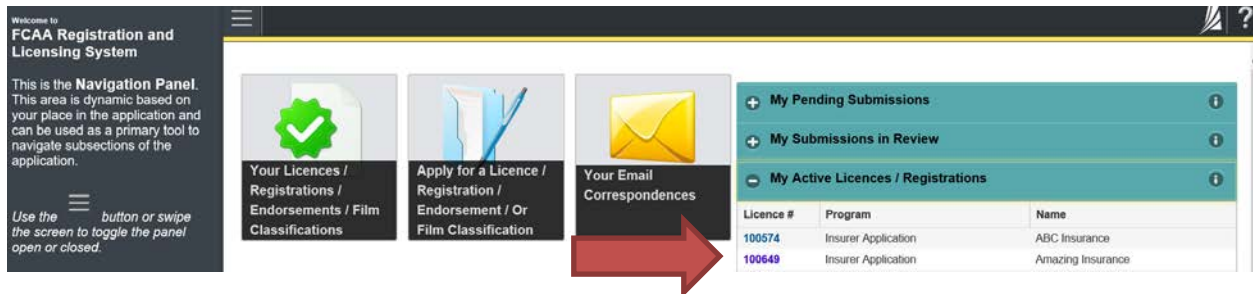 Welcome to
FCAA Registration and
Licensing System
This is the Navigation Panel.
This area is dynamic based on
your place in the application and
can be used as a primary tool to
navigate subsections of the
application.
Use the button or swipe
the screen to toggle the panel
open or closed.
?
Your Licences /
Registrations /
Endorsements / Film
Classifications
Apply for a Licence /
Registration /
Endorsement / Or
Film Classification
Your Email
Correspondences
My Pending Submissions
My Submissions in Review
My Active Licences / Registrations
Licence # Program Name
100574 Insurer Application ABC Insurance
100649 Insurer Application Amazing Insurance